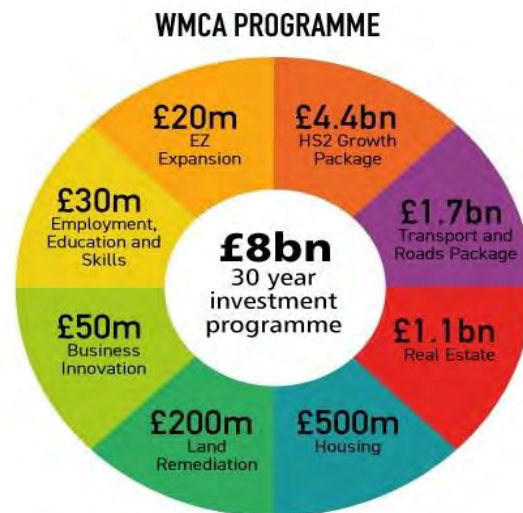 WMCA PROGRAMME
£20m
EZ
Expansion
£4.4bn
HS2 Growth
Package
£30m
Employment,
Education and
Skills
£1.7bn
Transport and
Roads Package
£8bn
30 year
investment
programme
£50m
Business
Innovation
£1.1bn
Real Estate
£200m
Land
Remediation
£500m
Housing